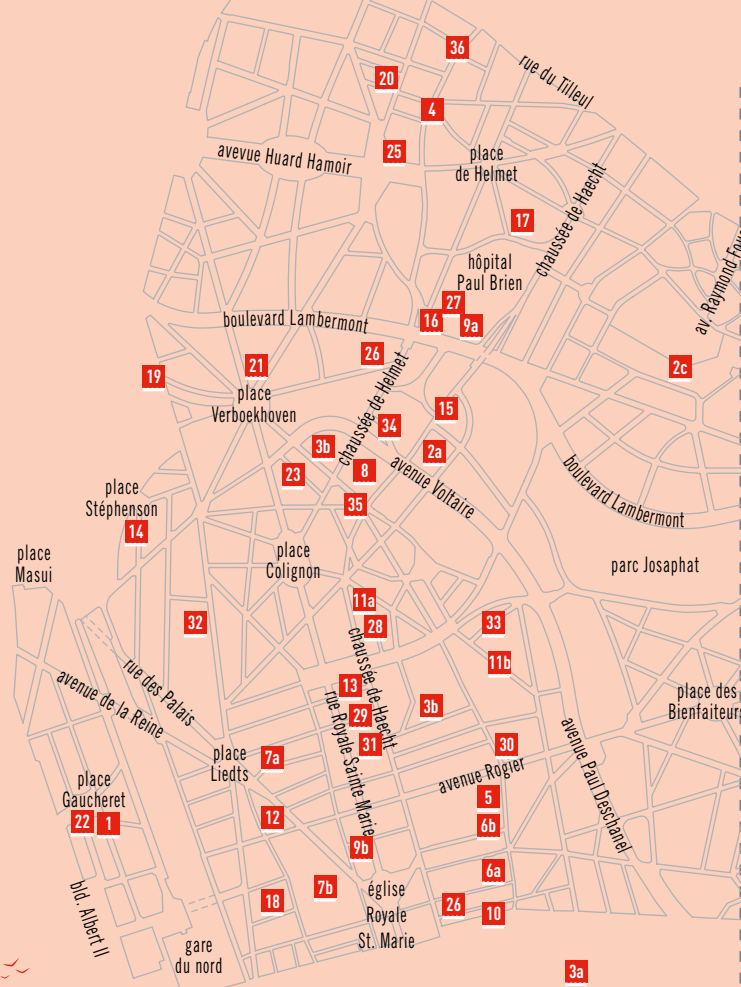 36
rue du Tilleul
20
4
avevue Huard Hamoir
25
place
de Helmet
chaussée de Haecht
17
hôpital
Paul Brien
27
16
9a
boulevard Lambermont
26
av. Raymond
2c
21
19
place
Verboekhoven
chaussée de Helmet
15
34
3b
2a
8
23
avenue Voltaire
35
boulevard Lambermont
place
Stéphenson
14
place
Masui
place
Colignon
parc Josaphat
11a
28
32
33
chaussée de Haecht
11b
rue des Palais
avenue de la Reine
13
rue Royale Sainte Marie
29
3b
place des
Bienfaiteur
31
30
avenue Paul Deschanel
place
Liedts
7a
avenue Rogier
place
Gaucheret
22
1
12
5
6b
9b
6a
7b
église
Royale
St. Marie
18
26
10
bld. Albert II
gare
du nord
3a